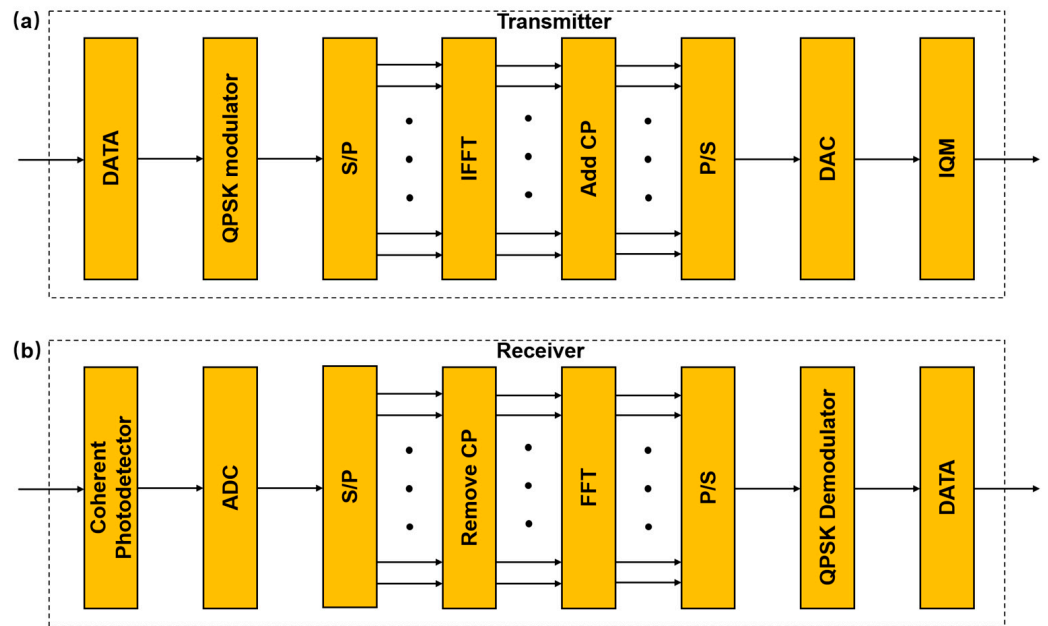 (a)
Transmitter
DATA
QPSK modulator
S/P
IFFT
Add CP
P/S
DAC
IQM
(b)
Receiver
Coherent
Photodetector
ADC
S/P
Remove CP
FFT
P/S
QPSK Demodulator
DATA